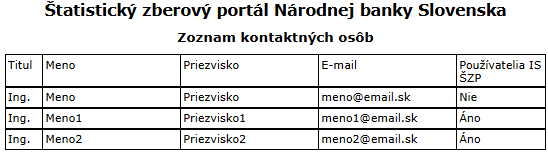 Štatistický zberový portál Národnej banky Slovenska
Zoznam kontaktných osôb
Titul Meno Priezvisko E-mail Používatelia IS ŠZP
Ing. Meno Priezvisko meno@email.sk Nie
Ing. Meno1 Priezvisko1 meno1@email.sk Áno
Ing. Meno2 Priezvisko2 meno2@email.sk Áno